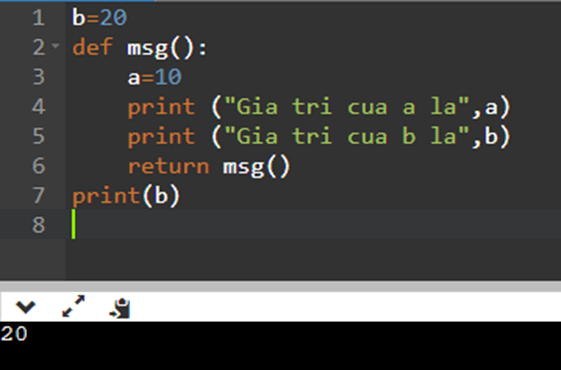 1 b=20
2 def msg():
3     a=10
4     print ("Gia tri cua a la",a)
5     print ("Gia tri cua b la",b)
6     return msg()
7 print(b)
8
20